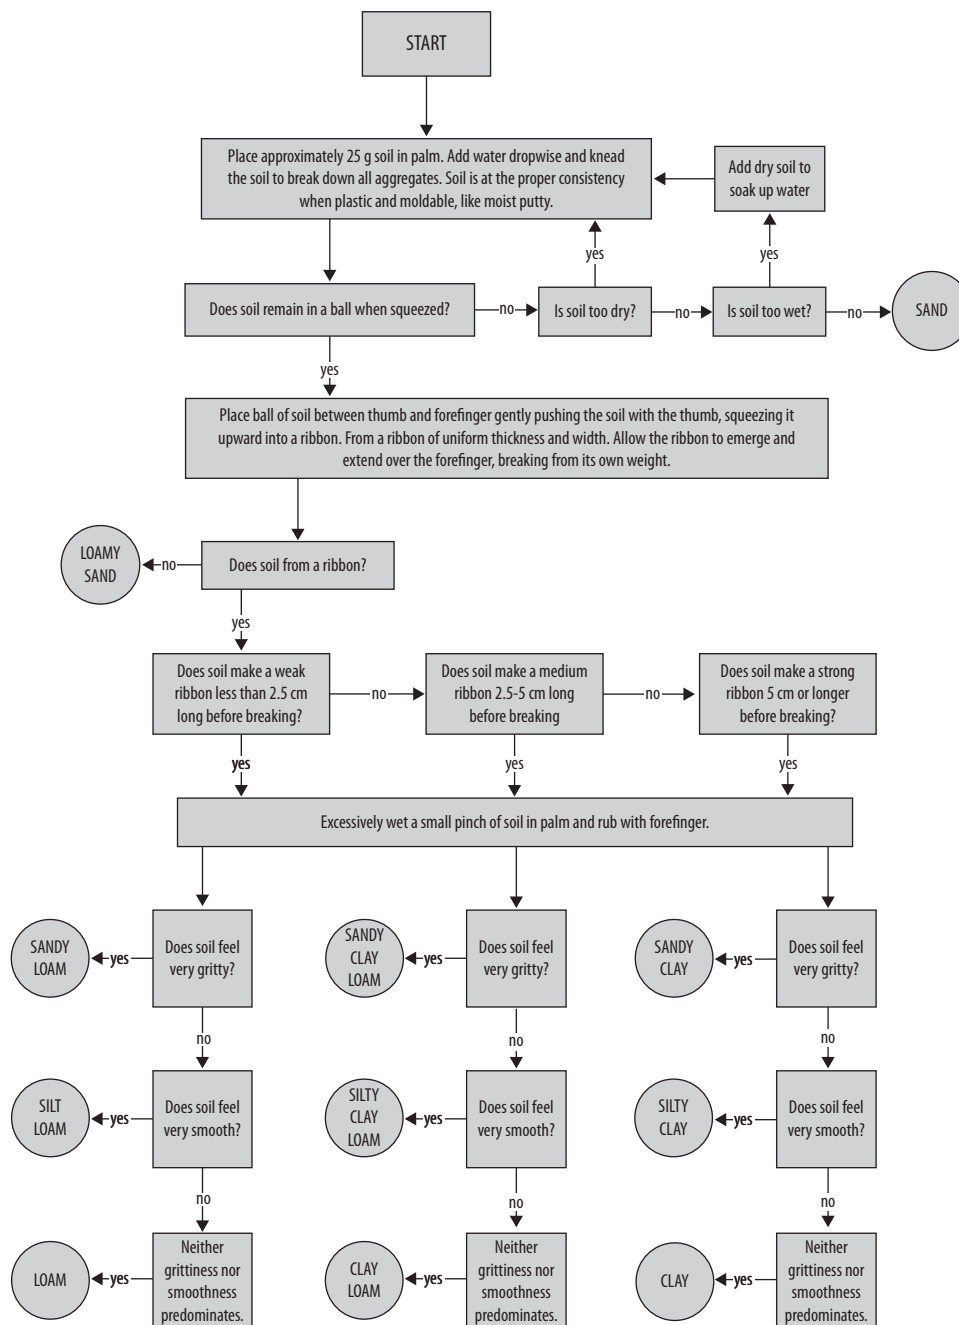 START
Place approximately 25 g soil in palm. Add water dropwise and knead
the soil to break down all aggregates. Soil is at the proper consistency
when plastic and moldable, like moist putty.
Add dry soil to
soak up water
yes
yes
Does soil remain in a ball when squeezed?
no
Is soil too dry?
no
Is soil too wet?
no
SAND
yes
Place ball of soil between thumb and forefinger gently pushing the soil with the thumb, squeezing it
upward into a ribbon. From a ribbon of uniform thickness and width. Allow the ribbon to emerge and
extend over the forefinger, breaking from its own weight.
LOAMY
SAND
no
Does soil from a ribbon?
yes
Does soil make a weak
ribbon less than 2.5 cm
long before breaking?
no
Does soil make a medium
ribbon 2.5-5 cm long
before breaking
no
Does soil make a strong
ribbon 5 cm or longer
before breaking?
yes
yes
yes
Excessively wet a small pinch of soil in palm and rub with forefinger.
SANDY
LOAM
yes
Does soil feel
very gritty?
SANDY
CLAY
LOAM
yes
Does soil feel
very gritty?
SANDY
CLAY
yes
Does soil feel
very gritty?
no
no
no
SILT
LOAM
yes
Does soil feel
very smooth?
SILTY
CLAY
LOAM
yes
Does soil feel
very smooth?
SILTY
CLAY
yes
Does soil feel
very smooth?
no
no
no
LOAM
yes
Neither
grittiness nor
smoothness
predominates.
CLAY
LOAM
yes
Neither
grittiness nor
smoothness
predominates.
CLAY
yes
Neither
grittiness nor
smoothness
predominates.